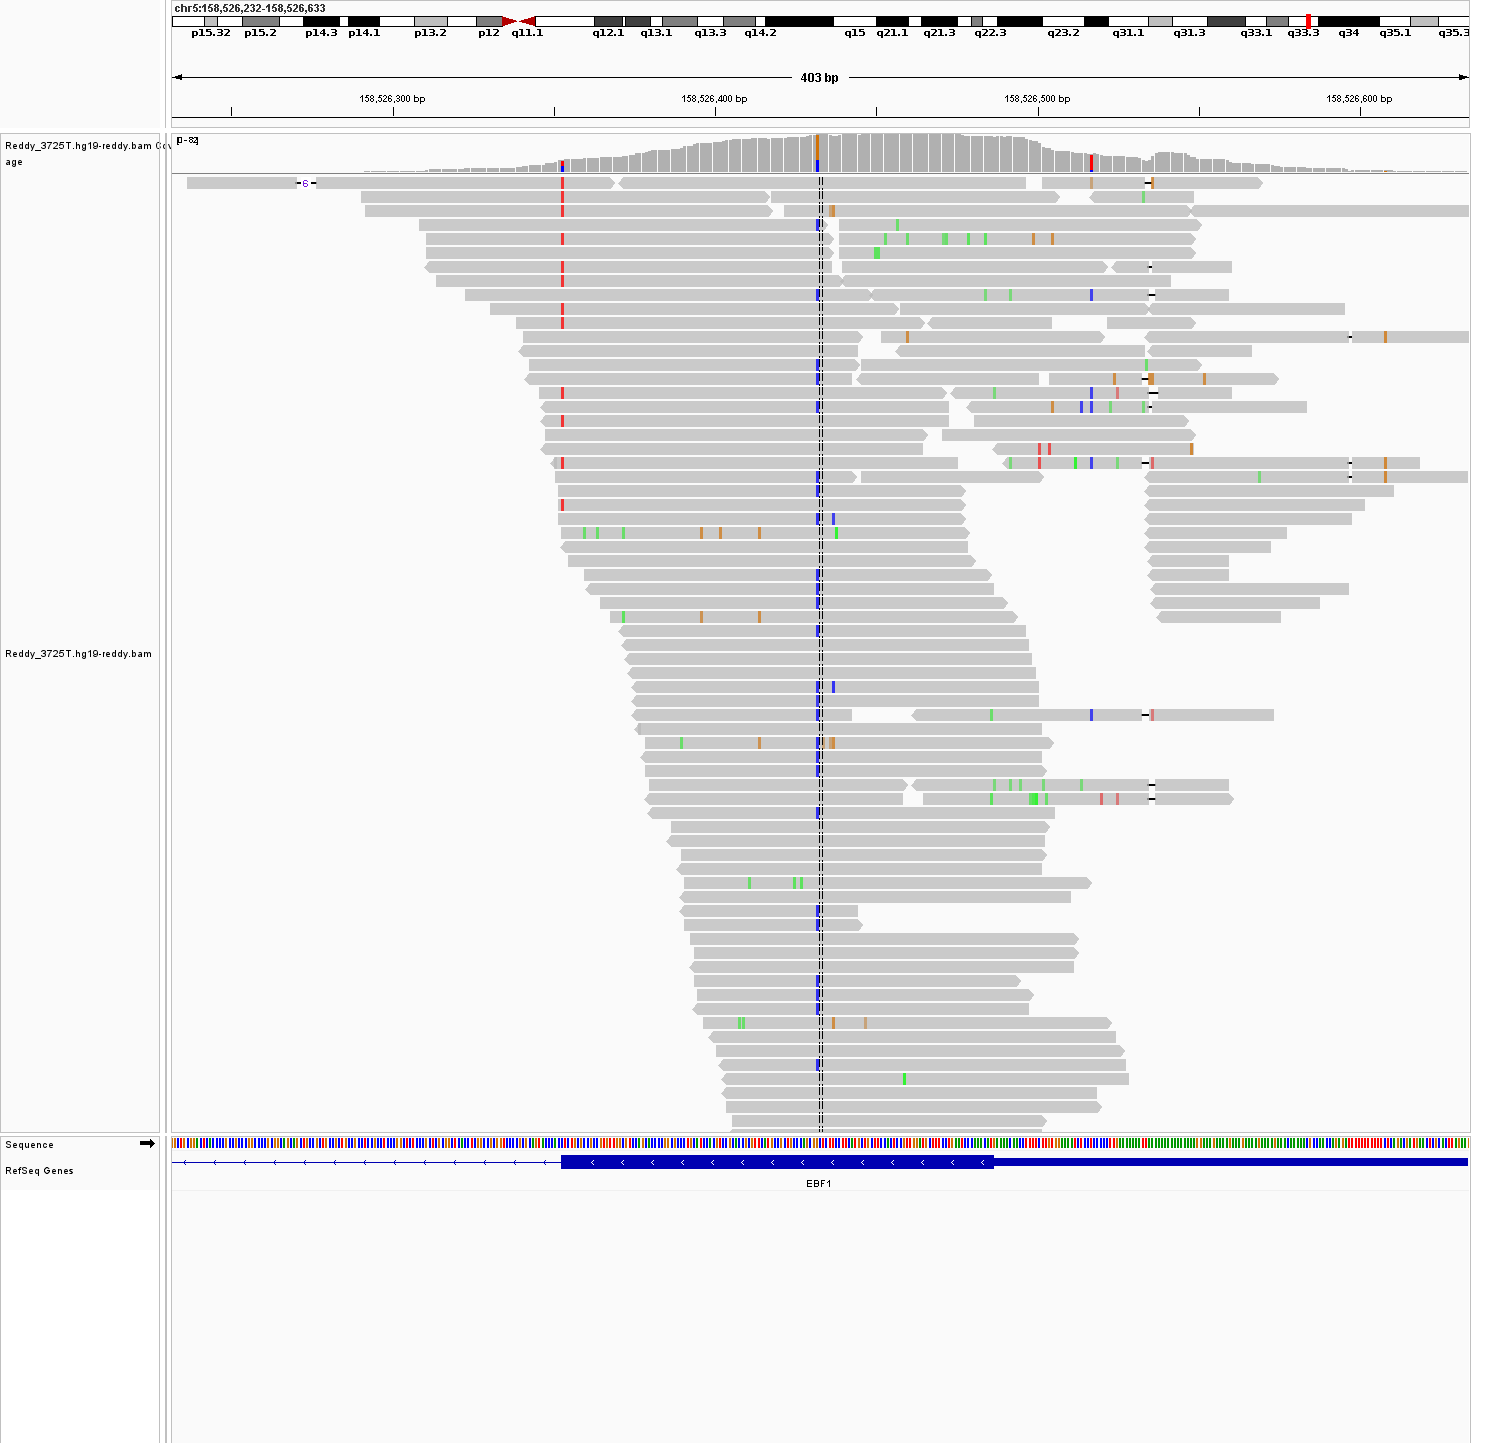 chr5:158,526,232-158,526,633
p15.32 p15.2 p14.3 p14.1 p13.2 p12 q11.1 q12.1 q13.1 q13.3 q14.2 q15 q21.1 q21.3 q22.3 q23.2 q31.1 q31.3 q33.1 q33.3 q34 q35.1 q35.3
403 bp
158,526,300 bp 158,526,400 bp 158,526,500 bp 158,526,600 bp
Reddy_3725T.hg19-reddy.bam Cov
age
[0-82]
6
Reddy_3725T.hg19-reddy.bam
Sequence
RefSeq Genes
EBF1